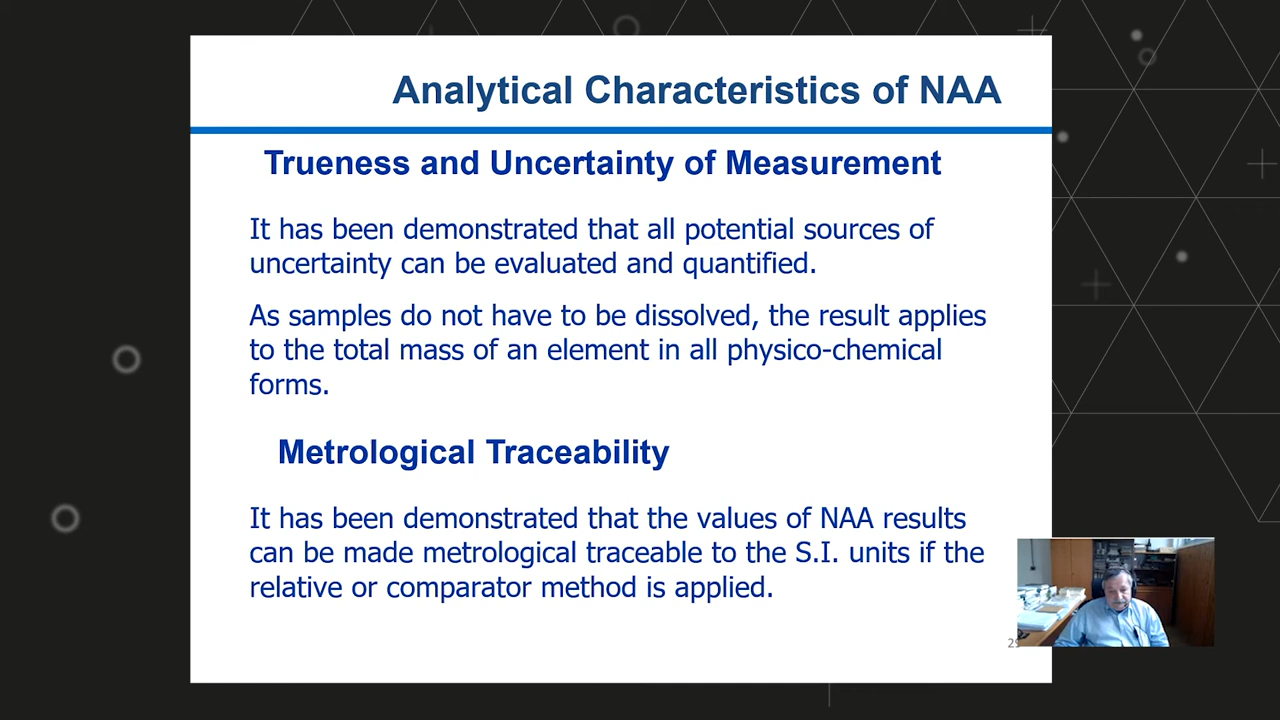 Analytical Characteristics of NAA
Trueness and Uncertainty of Measurement
It has been demonstrated that all potential sources of
uncertainty can be evaluated and quantified.
As samples do not have to be dissolved, the result applies
to the total mass of an element in all physico-chemical
forms.
Metrological Traceability
It has been demonstrated that the values of NAA results
can be made metrological traceable to the S.I. units if the
relative or comparator method is applied.